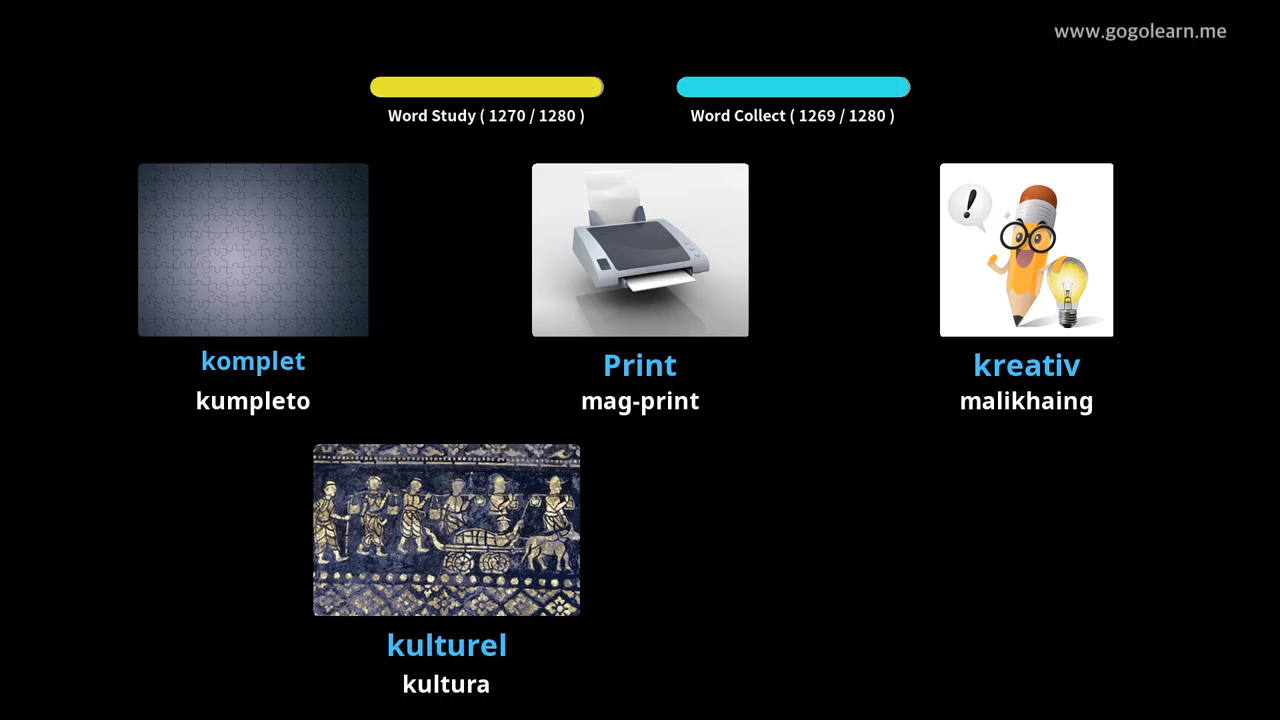 www.gogolearn.me
Word Study ( 1270 / 1280 )
Word Collect ( 1269 / 1280 )
!
komplet
kumpleto
Print
mag-print
kreativ
malikhaing
kulturel
kultura